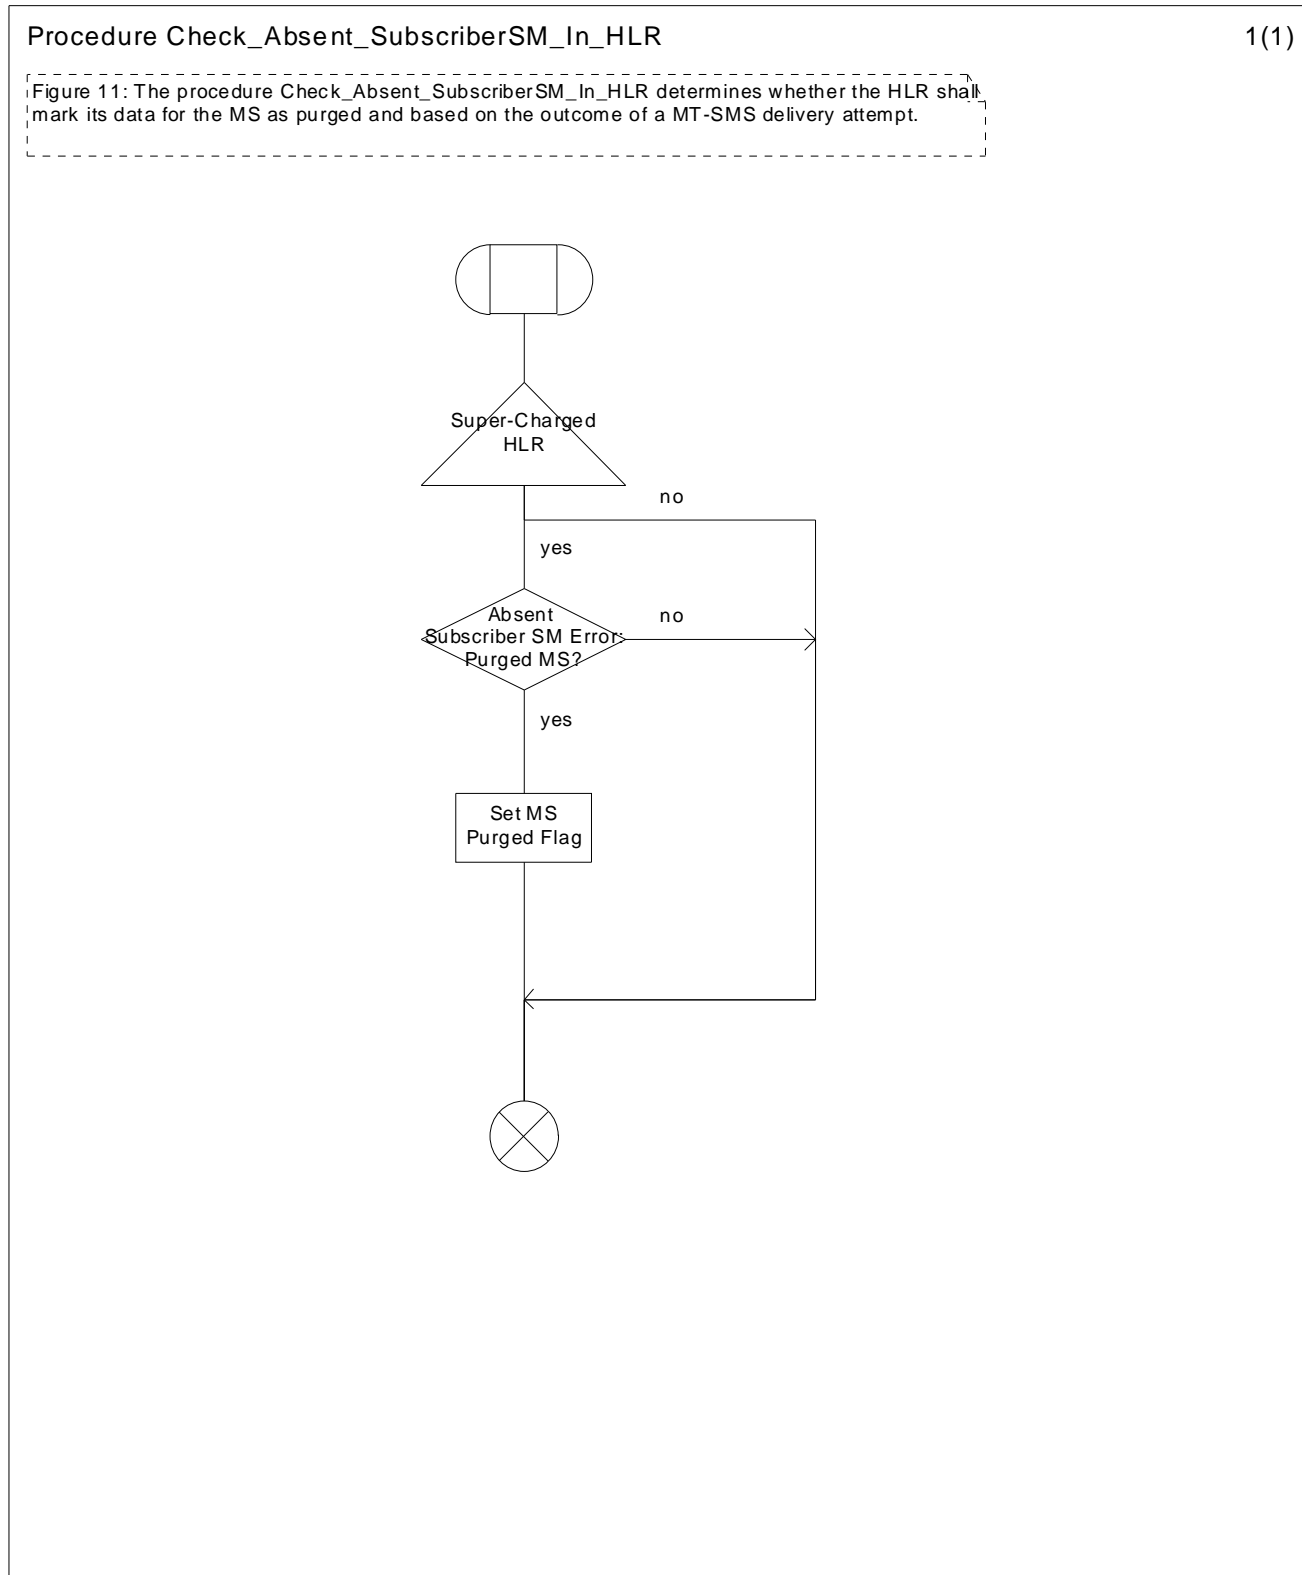 Procedure Check_Absent_SubscriberSM_In_HLR
1(1)
Figure 11: The procedure Check_Absent_SubscriberSM_In_HLR determines whether the HLR shall
mark its data for the MS as purged and based on the outcome of a MT-SMS delivery attempt.
Super-Charged
HLR
no
yes
Absent
Subscriber SM Error:
Purged MS?
no
yes
Set MS
Purged Flag